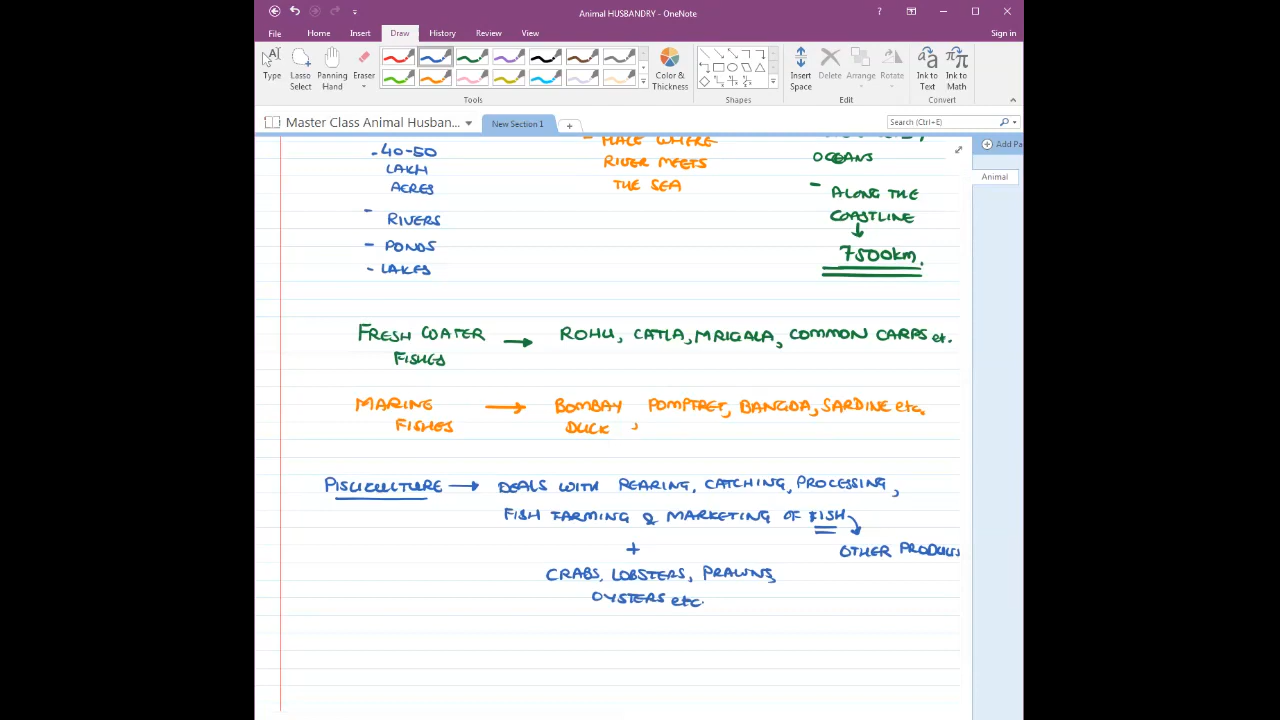 Animal HUSBANDRY - OneNote
?
File Home Insert Draw History Review View
Sign in
Type
Lasso Select
Panning Hand
Eraser
Color & Thickness
Insert Space
Delete
Arrange
Rotate
Ink to Text
Ink to Math
Tools
Shapes
Edit
Convert
Master Class Animal Husban...
New Section 1
Search (Ctrl+E)
Add Pa
Animal
- 40-50
LAKH
ACRES
- RIVERS
- PONDS
- LAKES
- PLACE WHERE
RIVER MEETS
THE SEA
OCEANS
- ALONG THE
COASTLINE
↓
7500km.
FRESH WATER FISHES → ROHU, CATLA, MRIGALA, COMMON CARPS etc.
MARINE FISHES → BOMBAY DUCK, POMPTRET, BANGDA, SARDINE etc.
PISCICULTURE → DEALS WITH REARING, CATCHING, PROCESSING,
FISH FARMING & MARKETING OF FISH
OTHER PRODUCTS
+
CRABS, LOBSTERS, PRAWNS,
OYSTERS etc.